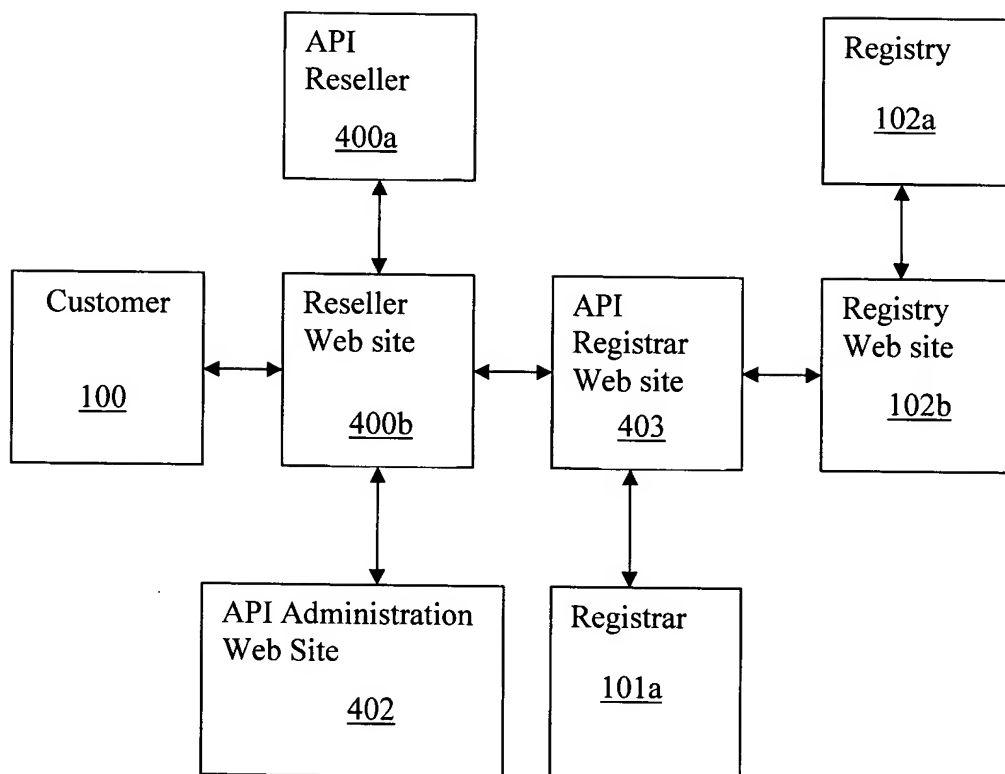 API
Reseller
400a
Registry
102a
Customer
100
Reseller
Web site
400b
API
Registrar
Web site
403
Registry
Web site
102b
API Administration
Web Site
402
Registrar
101a